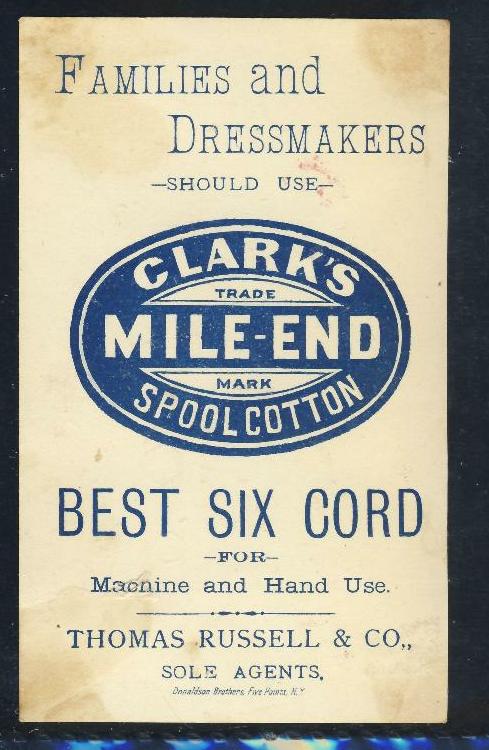 FAMILIES and
DRESSMAKERS
—SHOULD USE—
CLARK'S
TRADE
MILE-END
MARK
SPOOL COTTON
BEST SIX CORD
—FOR—
Machine and Hand Use.
THOMAS RUSSELL & CO.,
SOLE AGENTS.
Donaldson Brothers, Five Points, N.Y